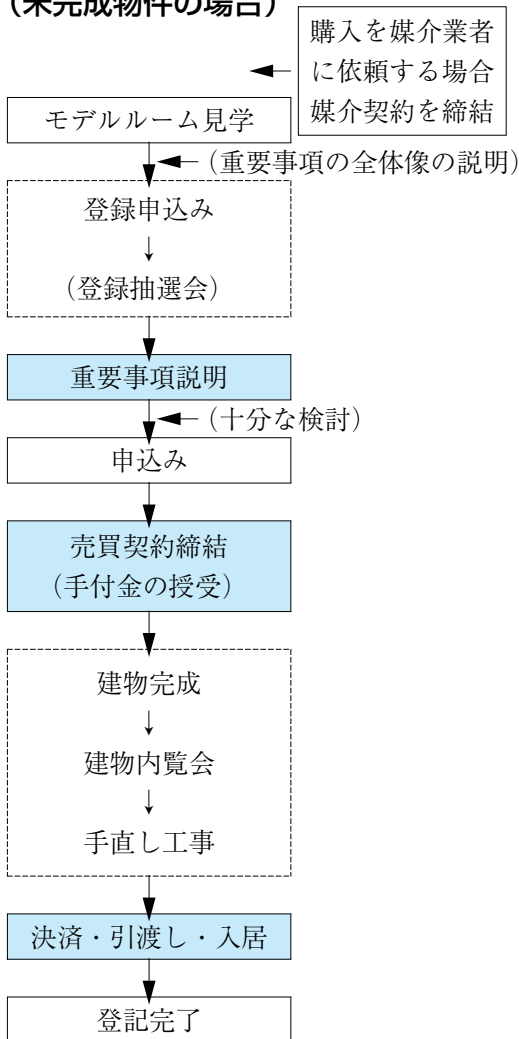 （未完成物件の場合）
購入を媒介業者
に依頼する場合
媒介契約を締結
モデルルーム見学
（重要事項の全体像の説明）
登録申込み
↓
（登録抽選会）
重要事項説明
（十分な検討）
申込み
売買契約締結
（手付金の授受）
建物完成
↓
建物内覧会
↓
手直し工事
決済・引渡し・入居
登記完了